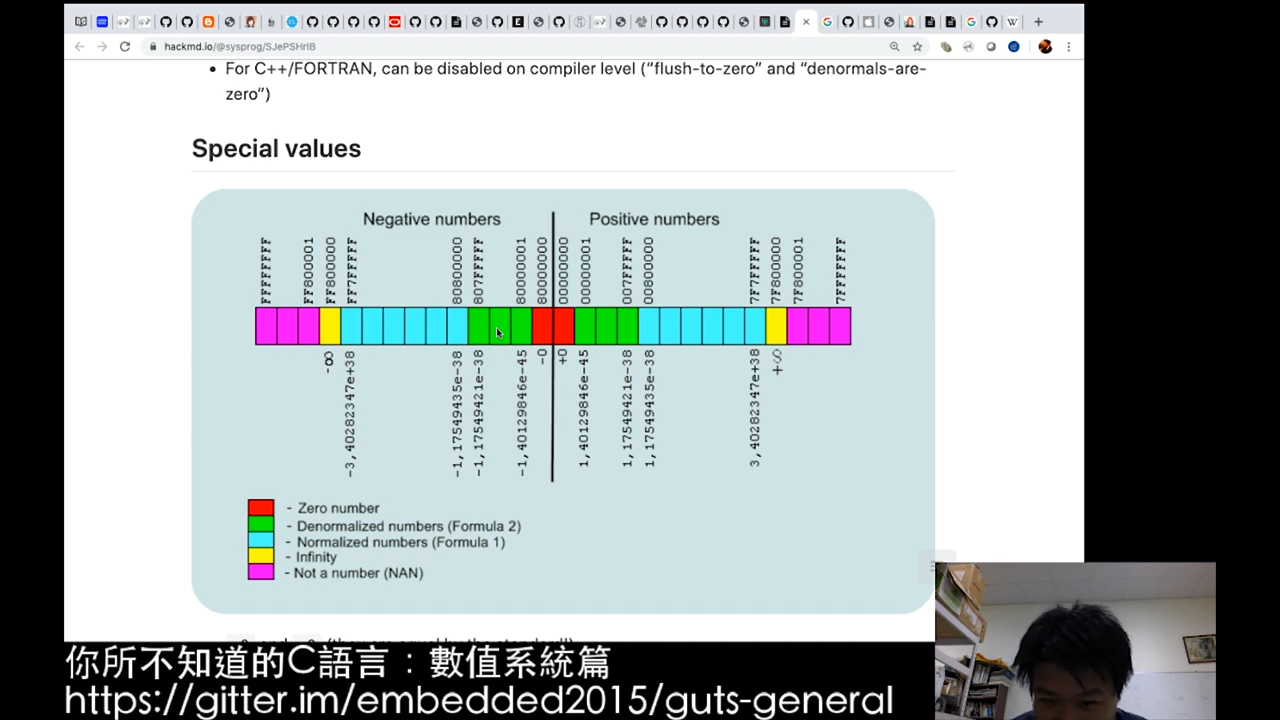 hackmd.io/@sysprog/SJePSHrlB
• For C++/FORTRAN, can be disabled on compiler level (“flush-to-zero” and “denormals-are-
zero”)
Special values
Negative numbers
Positive numbers
FFFFFFFF
FF800001
FF800000
FF7FFFFF
80800000
807FFFFF
80000001
80000000
00000000
00000001
007FFFFF
00800000
7F7FFFFF
7F800000
7F800001
7FFFFFFF
-∞
-3,40282347e+38
-1,17549435e-38
-1,17549421e-38
-1,40129846e-45
-0
+0
1,40129846e-45
1,17549421e-38
1,17549435e-38
3,40282347e+38
+∞
- Zero number
- Denormalized numbers (Formula 2)
- Normalized numbers (Formula 1)
- Infinity
- Not a number (NAN)
你所不知道的C語言：數值系統篇
https://gitter.im/embedded2015/guts-general